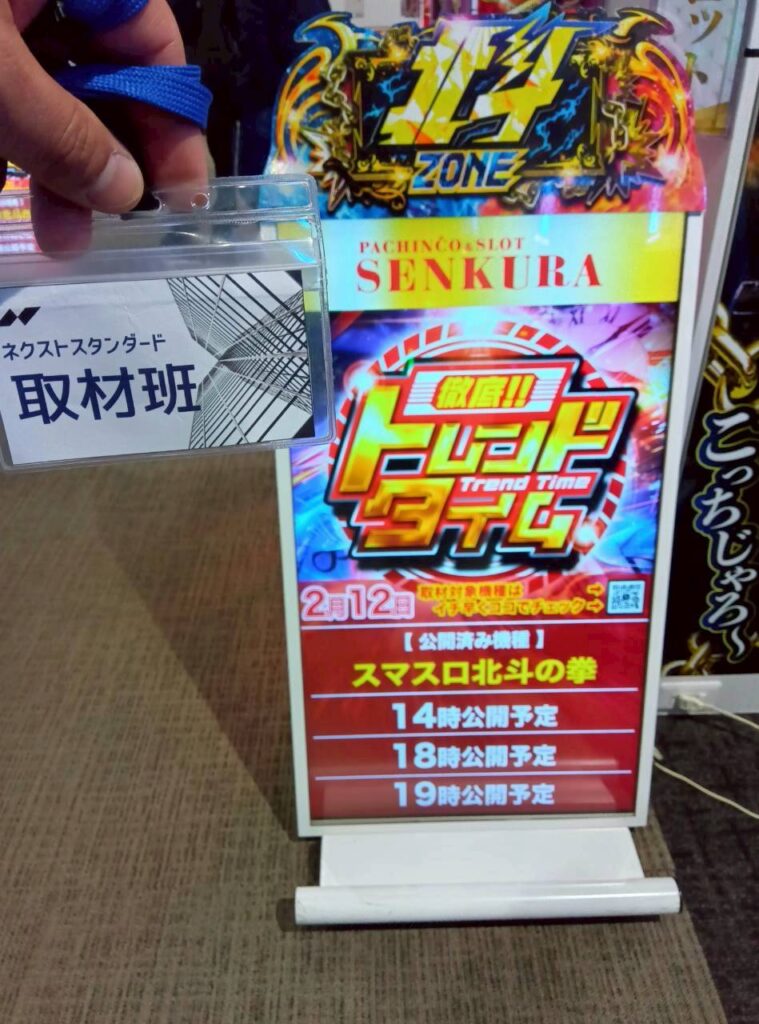 14
ZONE
PACHINCO & SLOT
SENKURA
ネクストスタンダード
取材班
徹底!!
トレンド
Trend Time
タイム
2月12日
取材対象機種は→
イチ早くココでチェック→
【 公開済み機種 】
スマスロ北斗の拳
14時公開予定
18時公開予定
19時公開予定
こっちじゃろ〜
ット